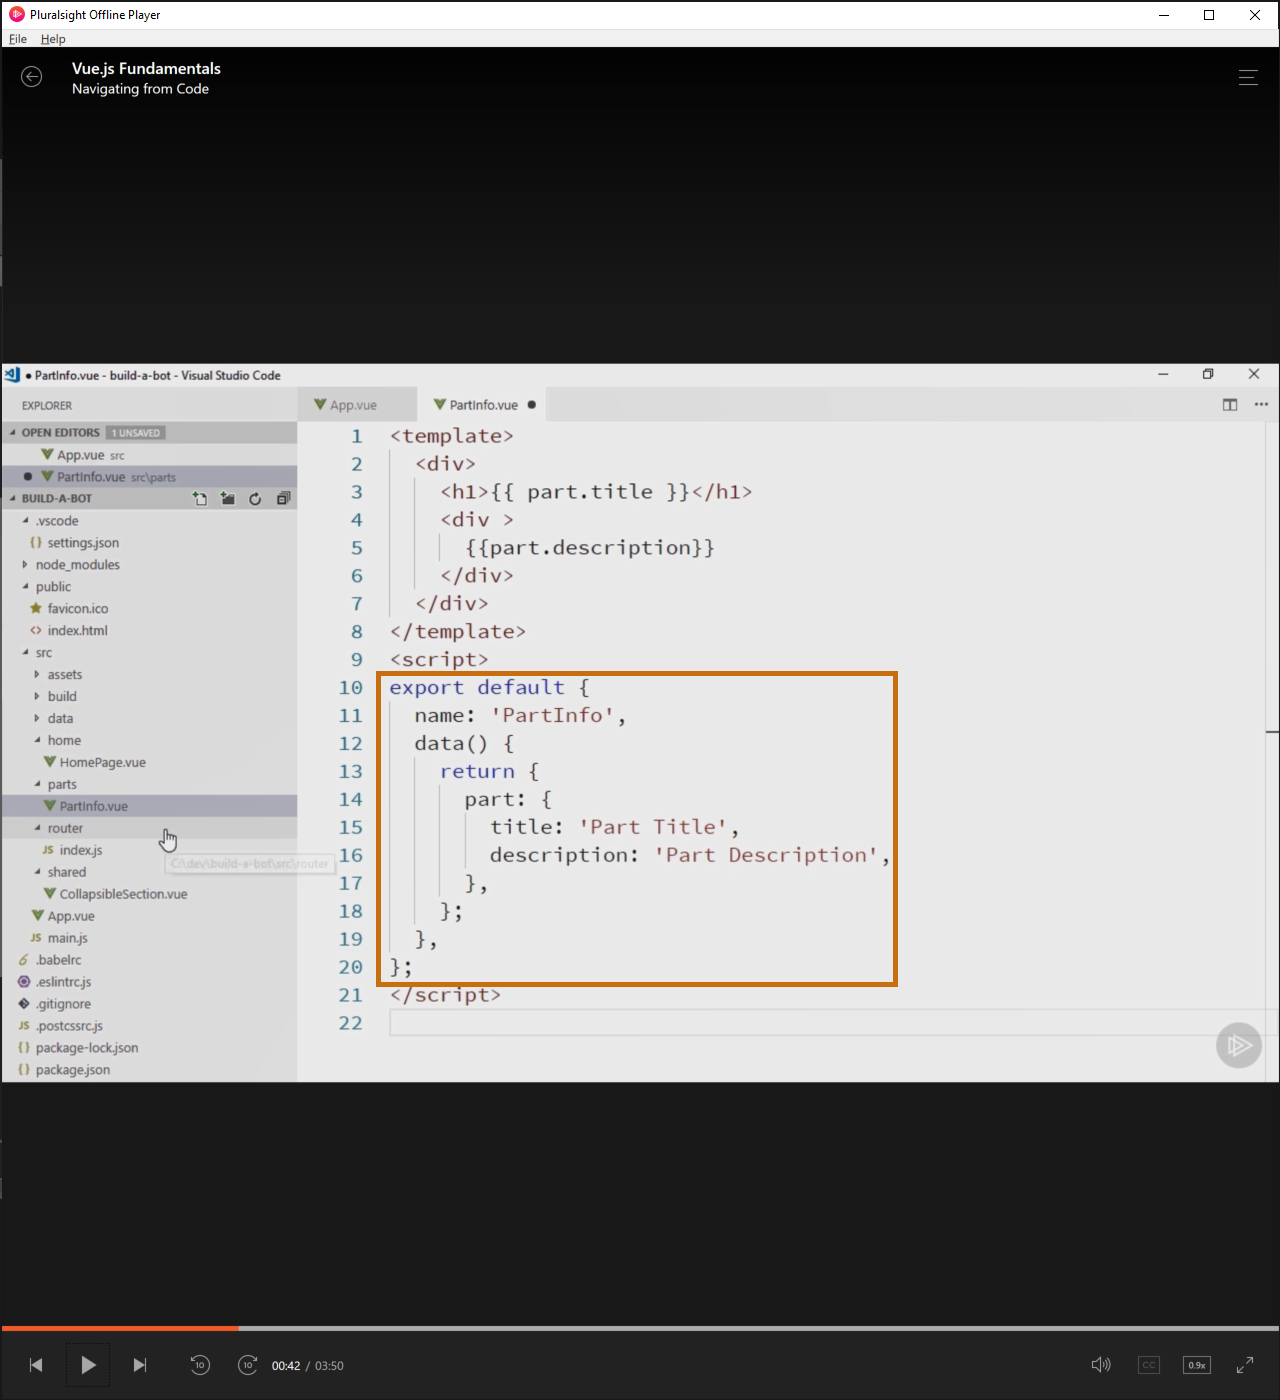 Pluralsight Offline Player
File Help
Vue.js Fundamentals
Navigating from Code
• PartInfo.vue - build-a-bot - Visual Studio Code
EXPLORER
OPEN EDITORS 1 UNSAVED
App.vue src
PartInfo.vue src\parts
BUILD-A-BOT
.vscode
{} settings.json
node_modules
public
favicon.ico
<> index.html
src
assets
build
data
home
HomePage.vue
parts
PartInfo.vue
router
JS index.js
C:\dev\build-a-bot\src\router
shared
CollapsibleSection.vue
App.vue
JS main.js
.babelrc
.eslintrc.js
.gitignore
JS .postcssrc.js
{} package-lock.json
{} package.json
App.vue PartInfo.vue
1 <template>
2 <div>
3 <h1>{{ part.title }}</h1>
4 <div >
5 {{part.description}}
6 </div>
7 </div>
8 </template>
9 <script>
10 export default {
11 name: 'PartInfo',
12 data() {
13 return {
14 part: {
15 title: 'Part Title',
16 description: 'Part Description',
17 },
18 };
19 },
20 };
21 </script>
22
10 10 00:42 / 03:50 CC 0.9x